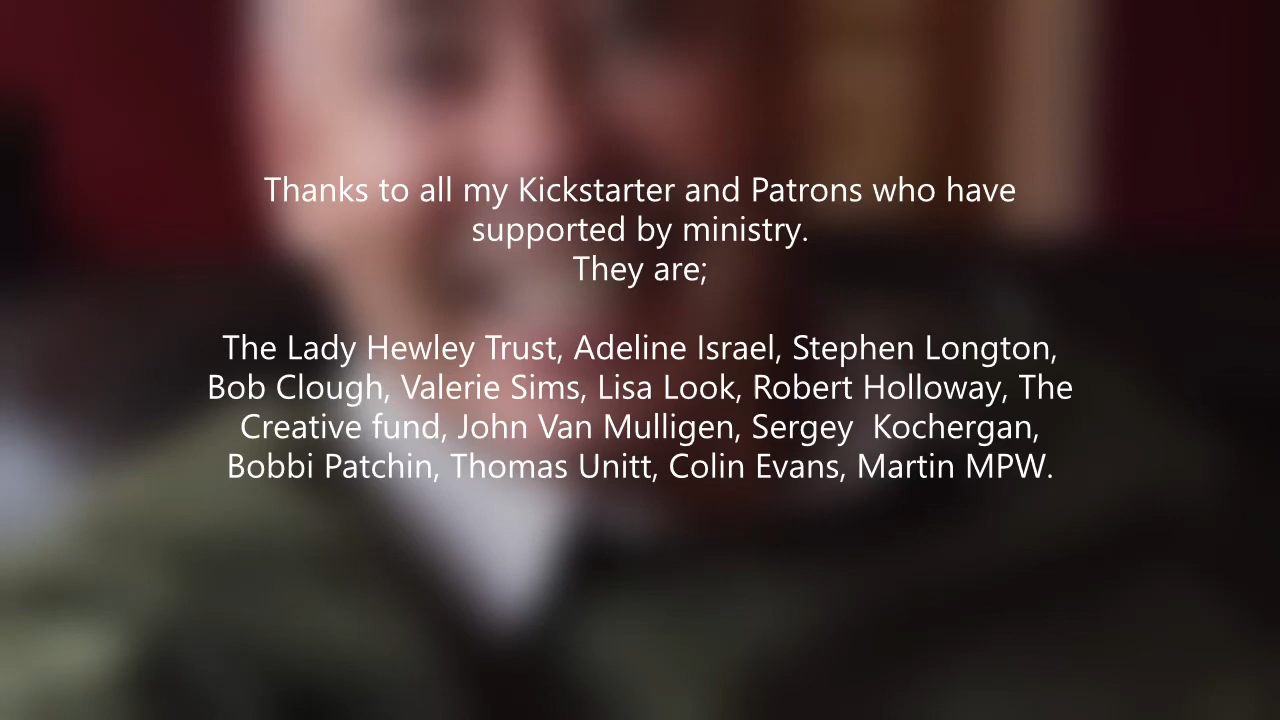 Thanks to all my Kickstarter and Patrons who have
supported by ministry.
They are;
The Lady Hewley Trust, Adeline Israel, Stephen Longton,
Bob Clough, Valerie Sims, Lisa Look, Robert Holloway, The
Creative fund, John Van Mulligen, Sergey  Kochergan,
Bobbi Patchin, Thomas Unitt, Colin Evans, Martin MPW.